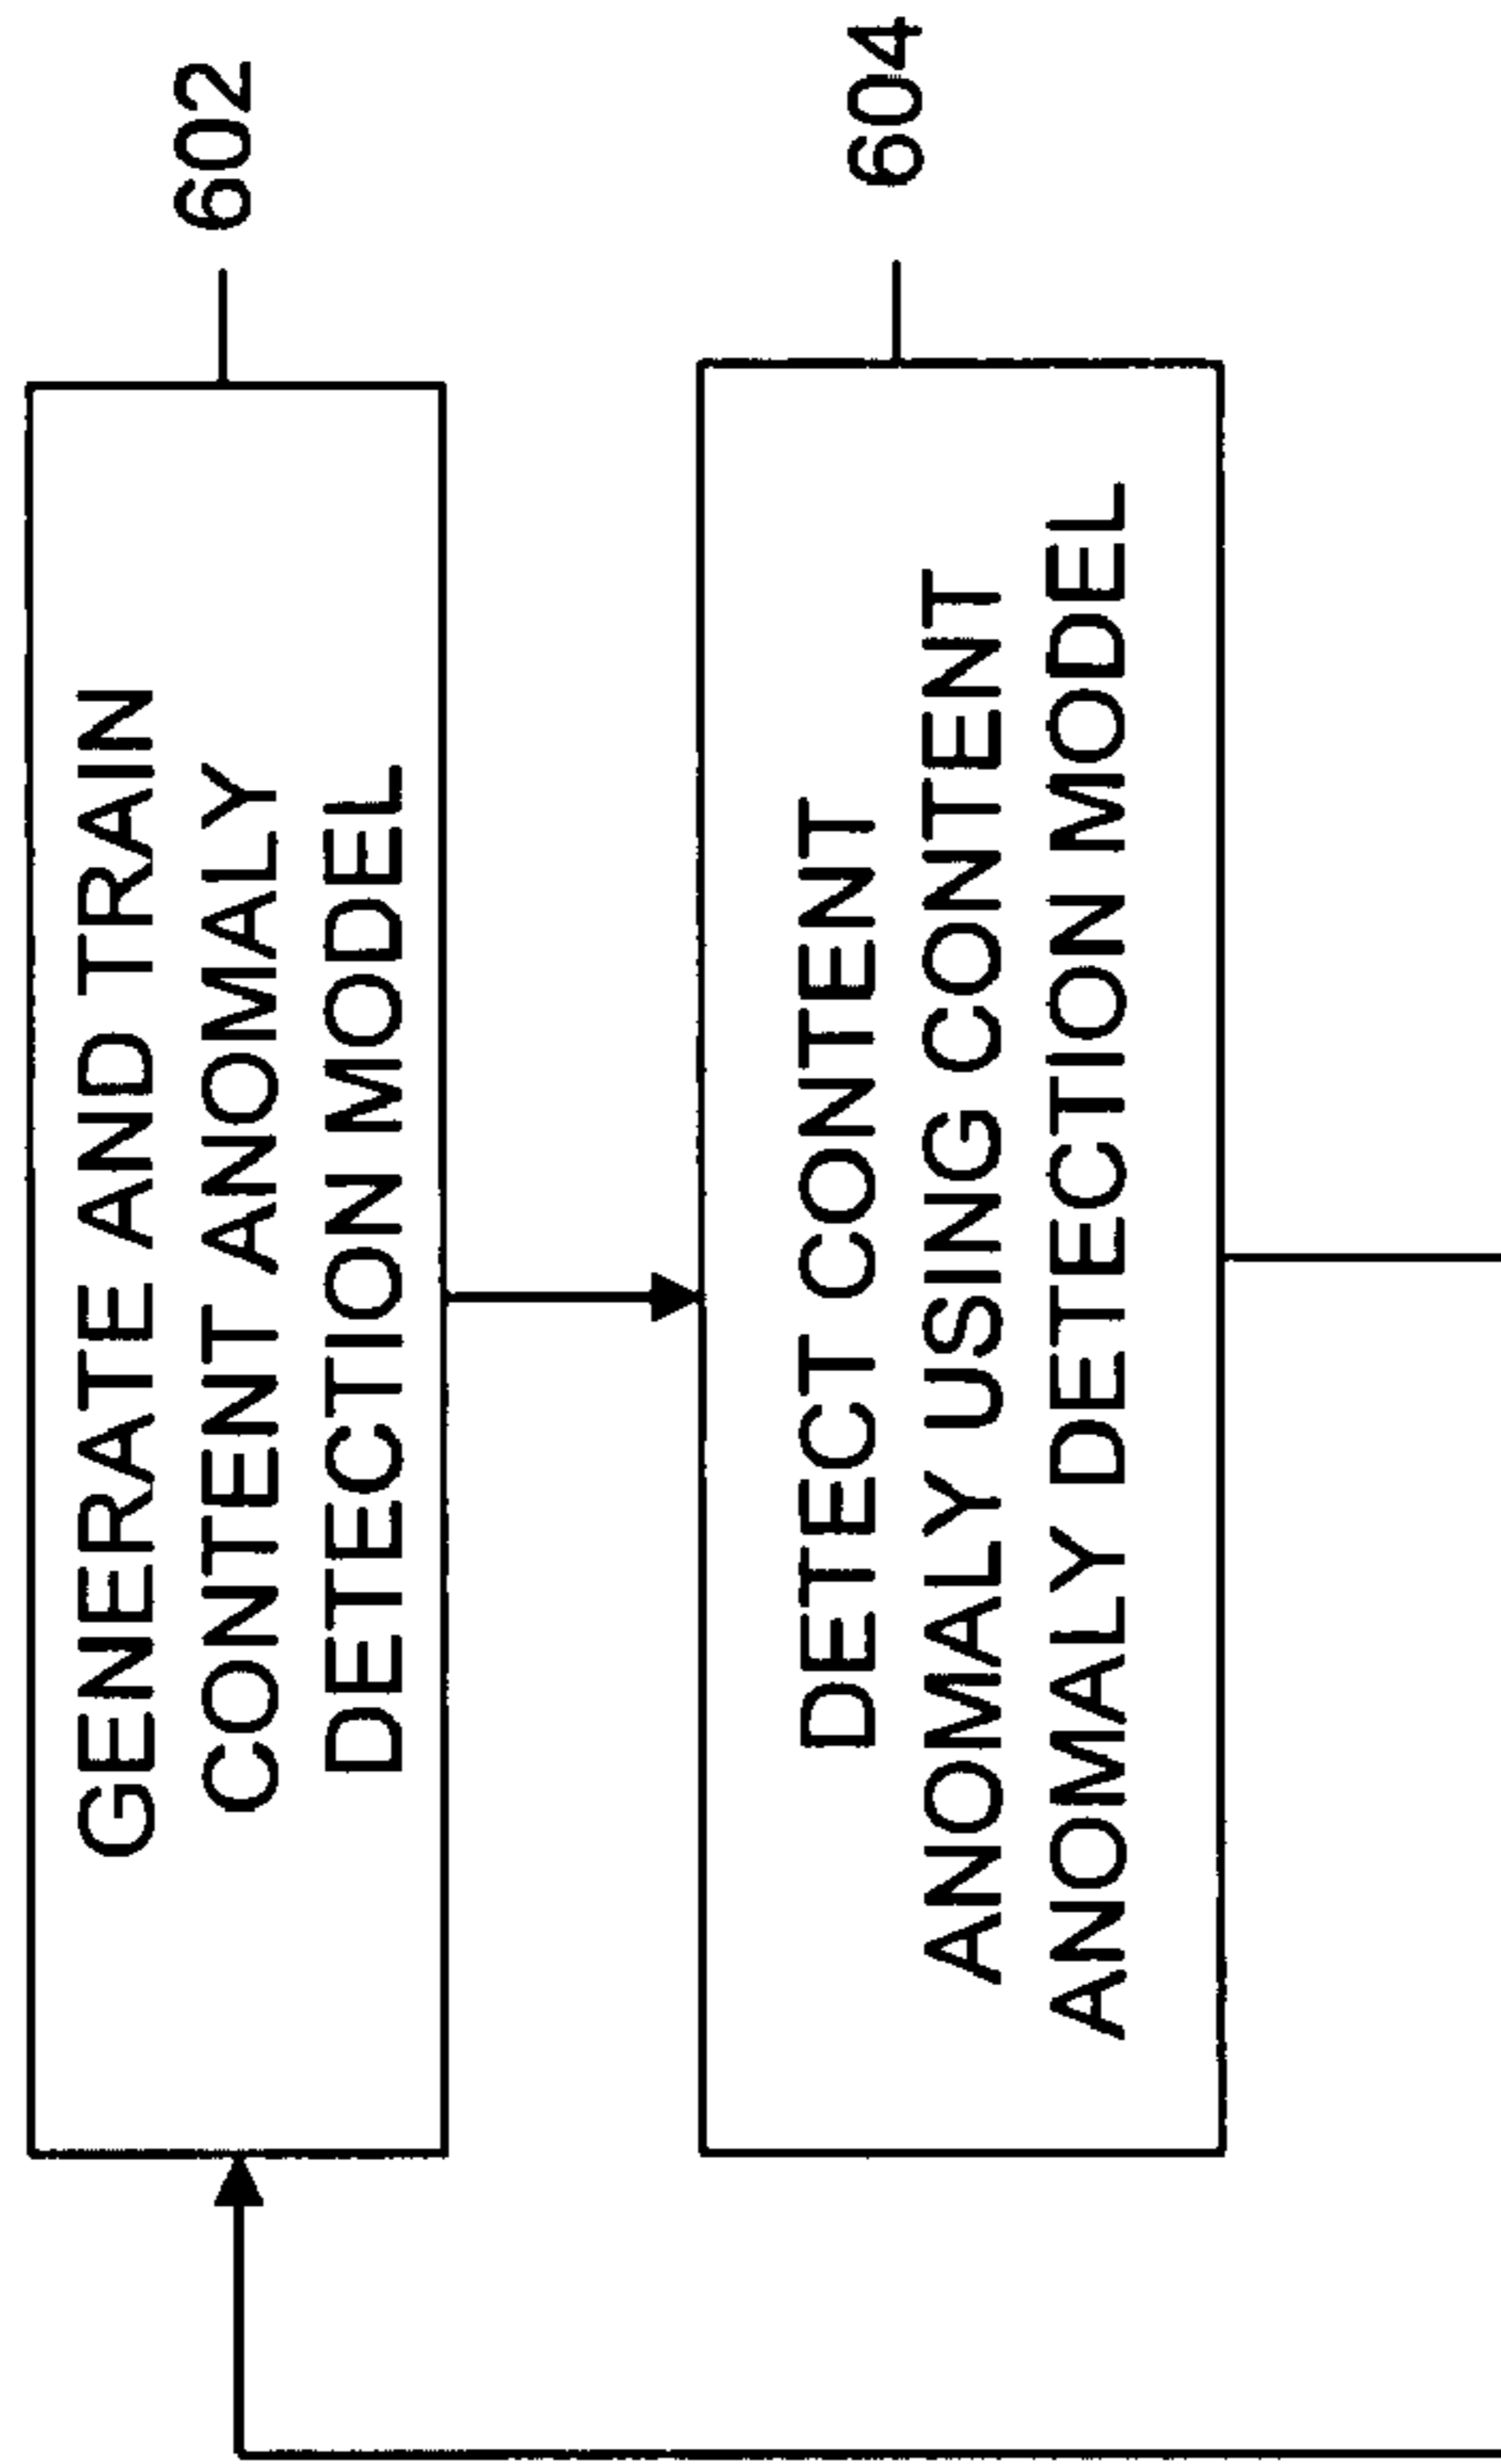 GENERATE AND TRAIN
CONTENT ANOMALY
DETECTION MODEL
602
DETECT CONTENT
ANOMALY USING CONTENT
ANOMALY DETECTION MODEL
604